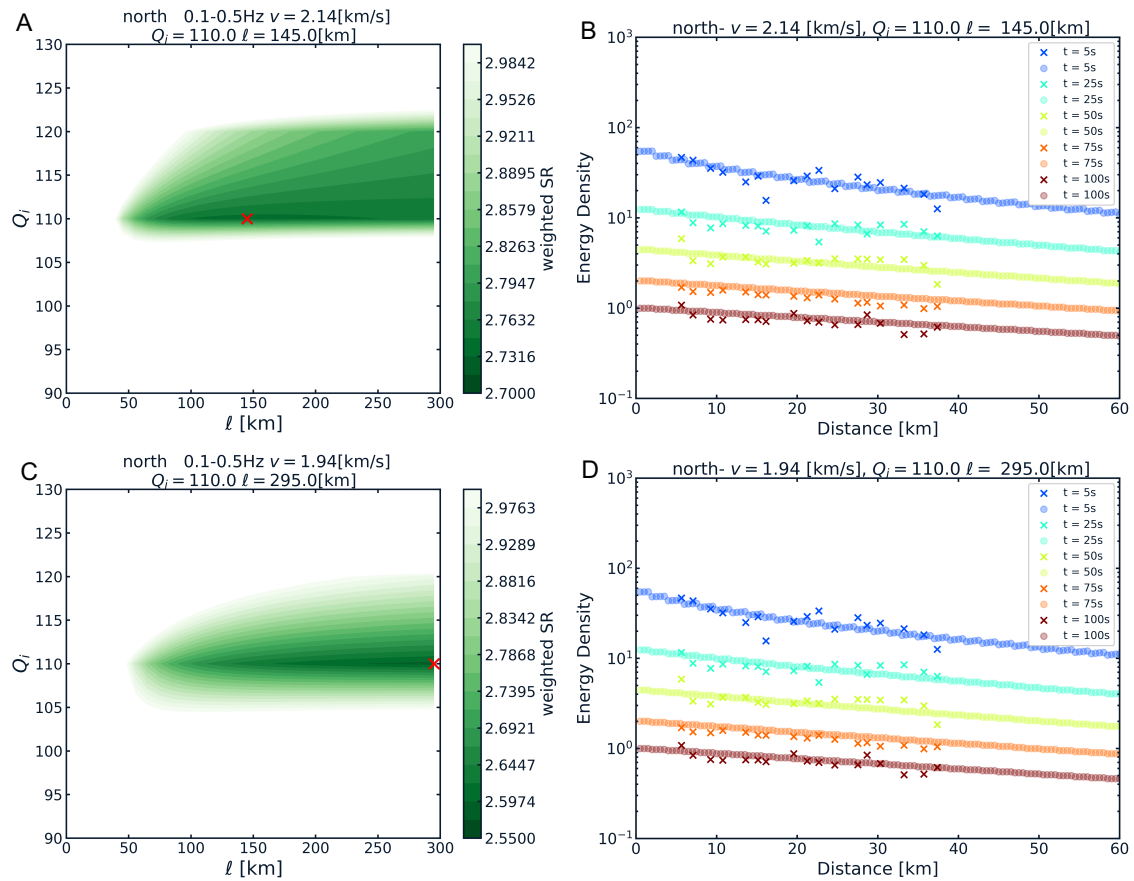 A
north 0.1-0.5Hz v = 2.14[km/s]
Qi = 110.0 ℓ = 145.0[km]
130
125
120
115
110
105
100
95
90
Qi
0
50
100
150
200
250
300
ℓ [km]
2.9842
2.9526
2.9211
2.8895
2.8579
2.8263
2.7947
2.7632
2.7316
2.7000
weighted SR
B
north- v = 2.14 [km/s], Qi = 110.0 ℓ = 145.0[km]
10³
10²
10¹
10⁰
10⁻¹
Energy Density
0
10
20
30
40
50
60
Distance [km]
t = 5s
t = 5s
t = 25s
t = 25s
t = 50s
t = 50s
t = 75s
t = 75s
t = 100s
t = 100s
C
north 0.1-0.5Hz v = 1.94[km/s]
Qi = 110.0 ℓ = 295.0[km]
130
125
120
115
110
105
100
95
90
Qi
0
50
100
150
200
250
300
ℓ [km]
2.9763
2.9289
2.8816
2.8342
2.7868
2.7395
2.6921
2.6447
2.5974
2.5500
weighted SR
D
north- v = 1.94 [km/s], Qi = 110.0 ℓ = 295.0[km]
10³
10²
10¹
10⁰
10⁻¹
Energy Density
0
10
20
30
40
50
60
Distance [km]
t = 5s
t = 5s
t = 25s
t = 25s
t = 50s
t = 50s
t = 75s
t = 75s
t = 100s
t = 100s